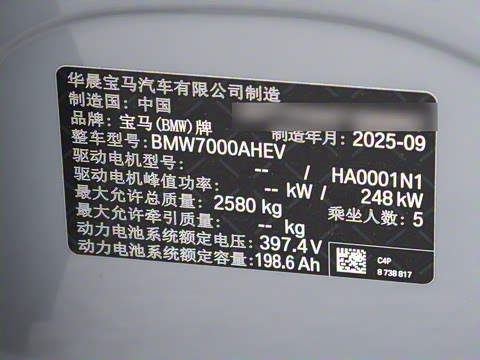 华晨宝马汽车有限公司制造
制造国: 中国
品牌: 宝马(BMW)牌
制造年月: 2025-09
整车型号: BMW7000AHEV
驱动电机型号: -- / HA0001N1
驱动电机峰值功率: -- kW / 248 kW
最大允许总质量: 2580 kg 乘坐人数: 5
最大允许牵引质量: -- kg
动力电池系统额定电压: 397.4 V
动力电池系统额定容量: 198.6 Ah
C4P
8 738 817